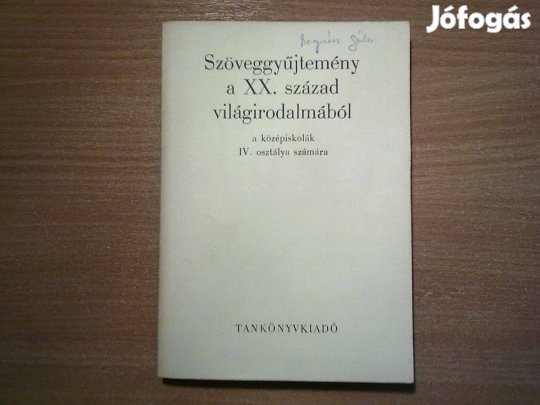 Jófogás
Szöveggyűjtemény
a XX. század
világirodalmából
a középiskolák
IV. osztálya számára
TANKÖNYVKIADÓ